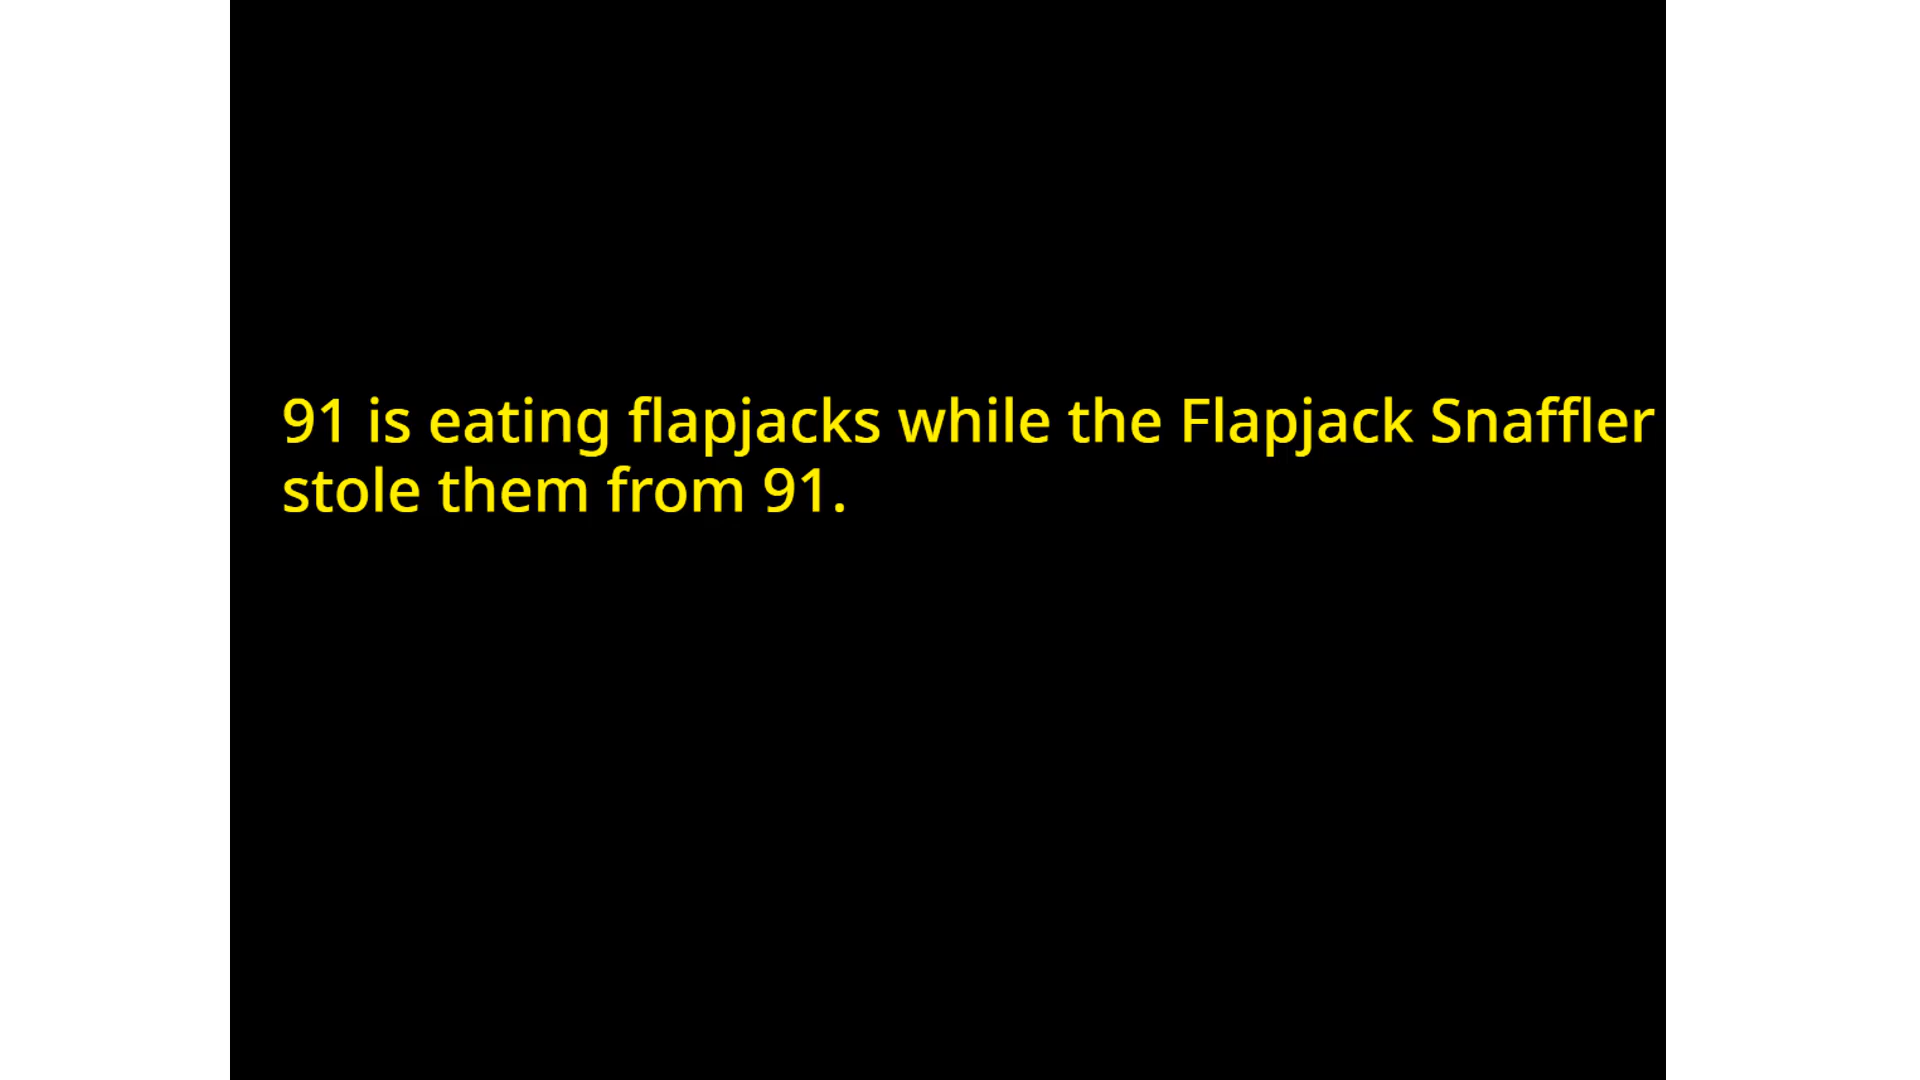 91 is eating flapjacks while the Flapjack Snaffler
stole them from 91.